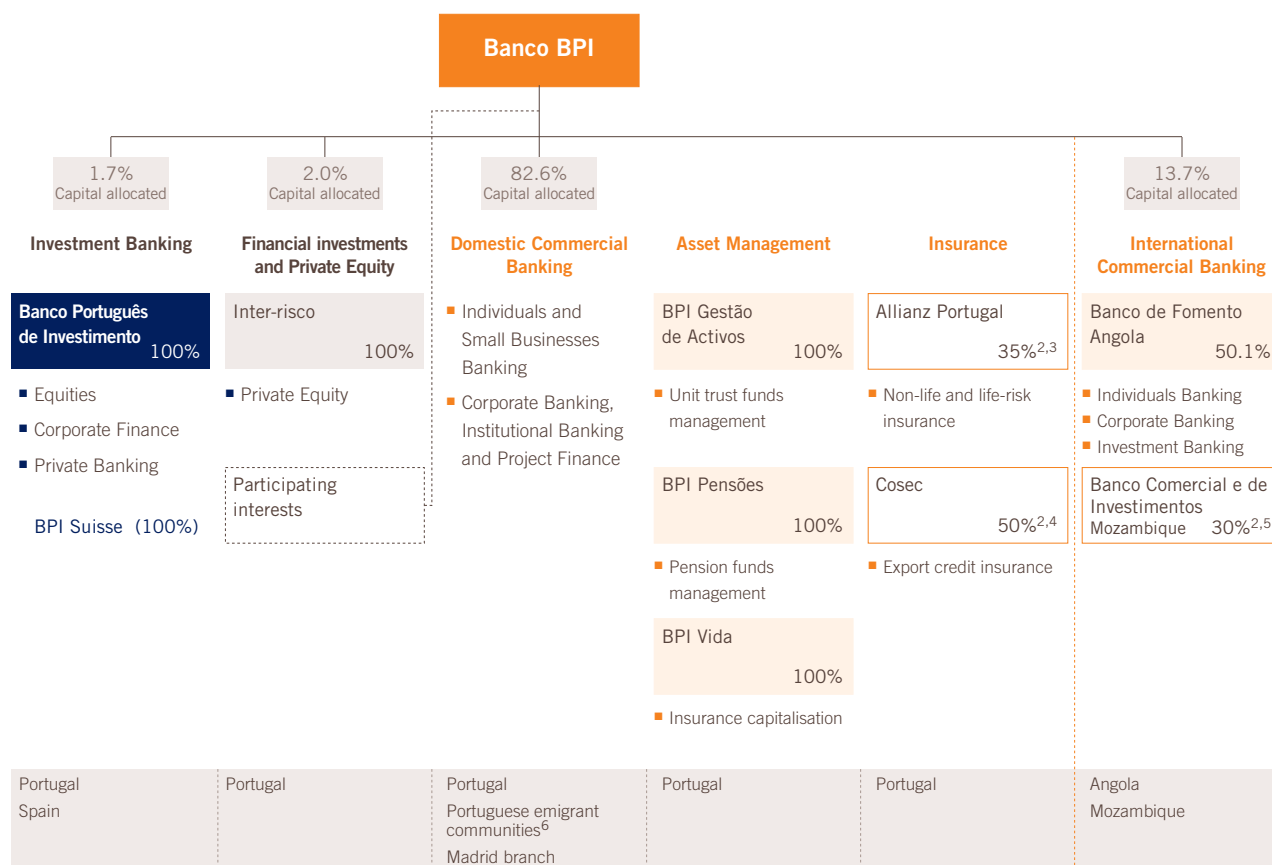 Banco BPI
1.7%
Capital allocated
2.0%
Capital allocated
82.6%
Capital allocated
13.7%
Capital allocated
Investment Banking
Financial investments
and Private Equity
Domestic Commercial
Banking
Asset Management
Insurance
International
Commercial Banking
Banco Português
de Investimento
100%
■ Equities
■ Corporate Finance
■ Private Banking
BPI Suisse (100%)
Inter-risco
100%
■ Private Equity
Participating
interests
■ Individuals and
Small Businesses
Banking
■ Corporate Banking,
Institutional Banking
and Project Finance
BPI Gestão
de Activos
100%
■ Unit trust funds
management
BPI Pensões
100%
■ Pension funds
management
BPI Vida
100%
■ Insurance capitalisation
Allianz Portugal
35%2,3
■ Non-life and life-risk
insurance
Cosec
50%2,4
■ Export credit insurance
Banco de Fomento
Angola
50.1%
■ Individuals Banking
■ Corporate Banking
■ Investment Banking
Banco Comercial e de
Investimentos
Mozambique 30%2,5
Portugal
Spain
Portugal
Portugal
Portuguese emigrant
communities6
Madrid branch
Portugal
Portugal
Angola
Mozambique